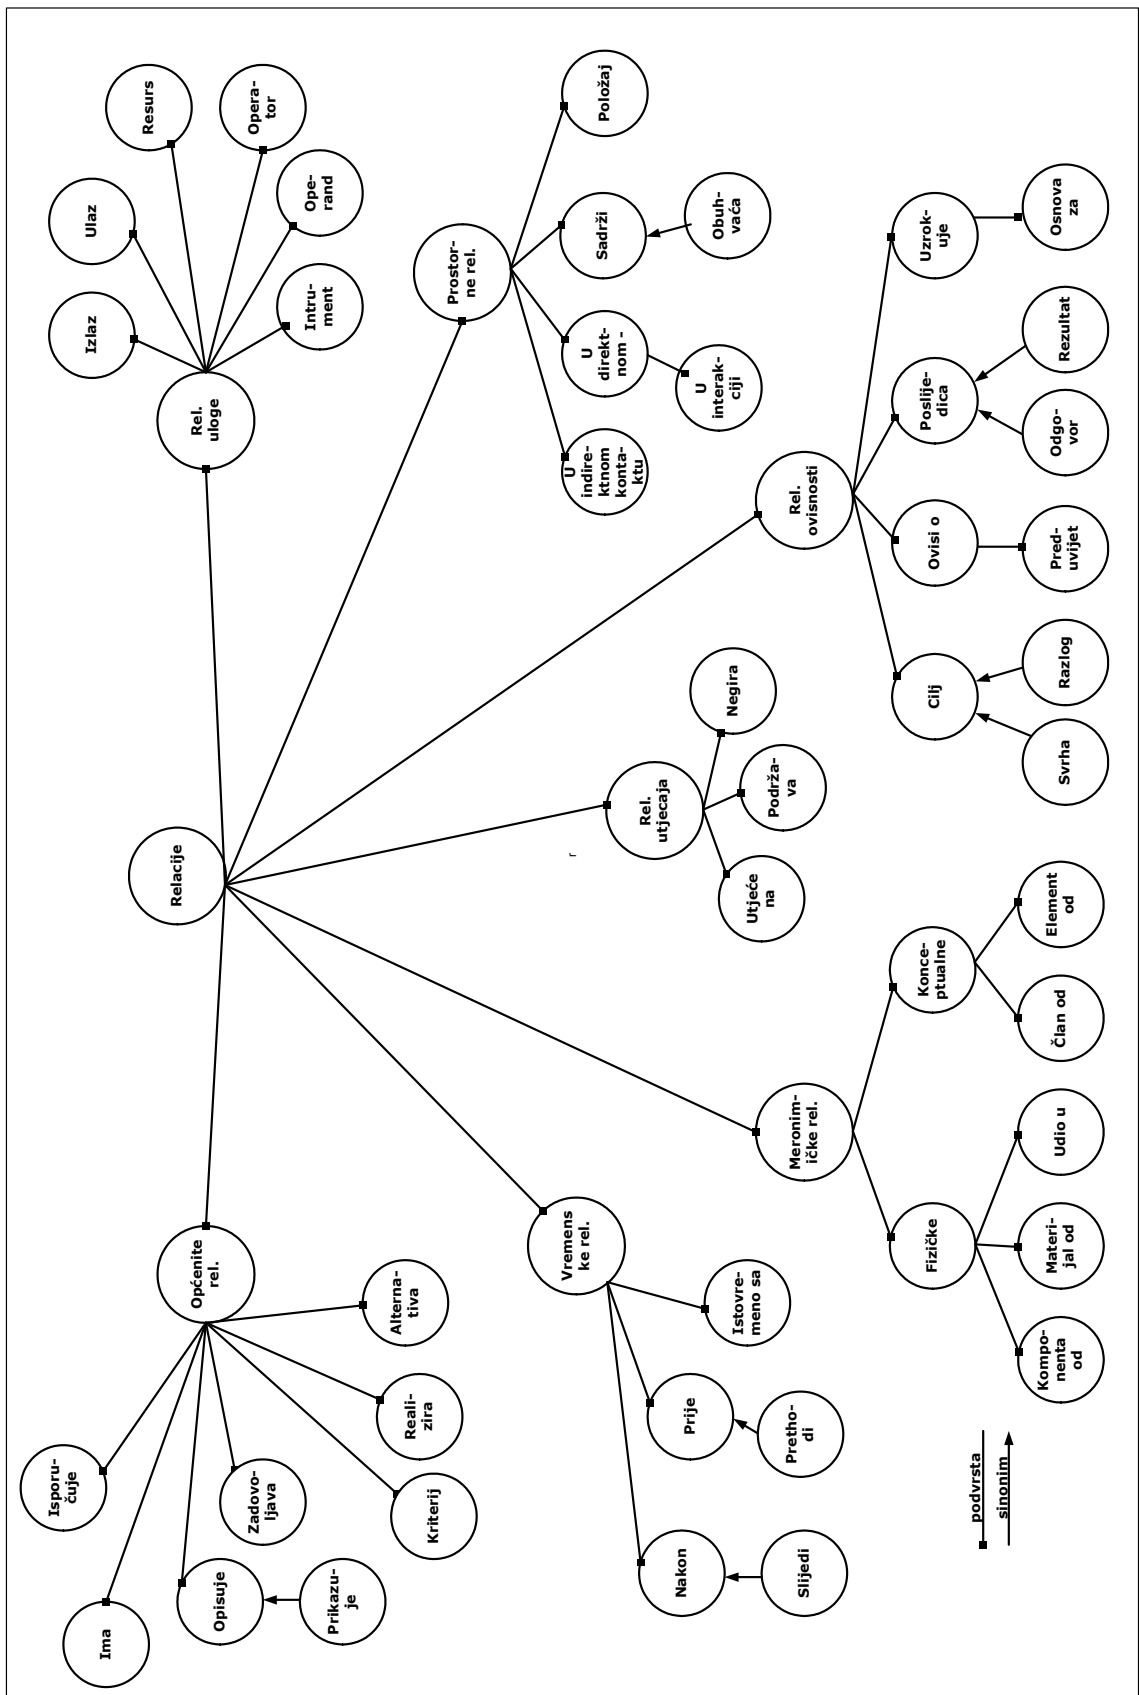 Relacije
Općenite
rel.
Isporu-
čuje
Ima
Opisuje
Prikazu-
je
Zadovo-
ljava
Kriterij
Reali-
zira
Alterna-
tiva
Vremens
ke rel.
Nakon
Slijedi
Prije
Pretho-
di
Istovre-
meno sa
Meronim-
ičke rel.
Fizičke
Kompo-
nenta
od
Materi-
jal od
Udio u
Konce-
ptualne
Član od
Element
od
Rel.
utjecaja
Utječe
na
Podrža-
va
Negira
r
Rel.
ovisnosti
Cilj
Svrha
Razlog
Ovisi o
Pred-
uvijet
Poslije-
dica
Odgo-
vor
Rezultat
Uzrok-
uje
Osnova
za
Prostor-
ne rel.
U
indire-
ktnom
konta-
ktu
U
direkt-
nom -
U
interak-
ciji
Sadrži
Obuh-
vaća
Položaj
Rel.
uloge
Izlaz
Ulaz
Resurs
Opera-
tor
Ope-
rand
Intru-
ment
podvrsta
sinonim